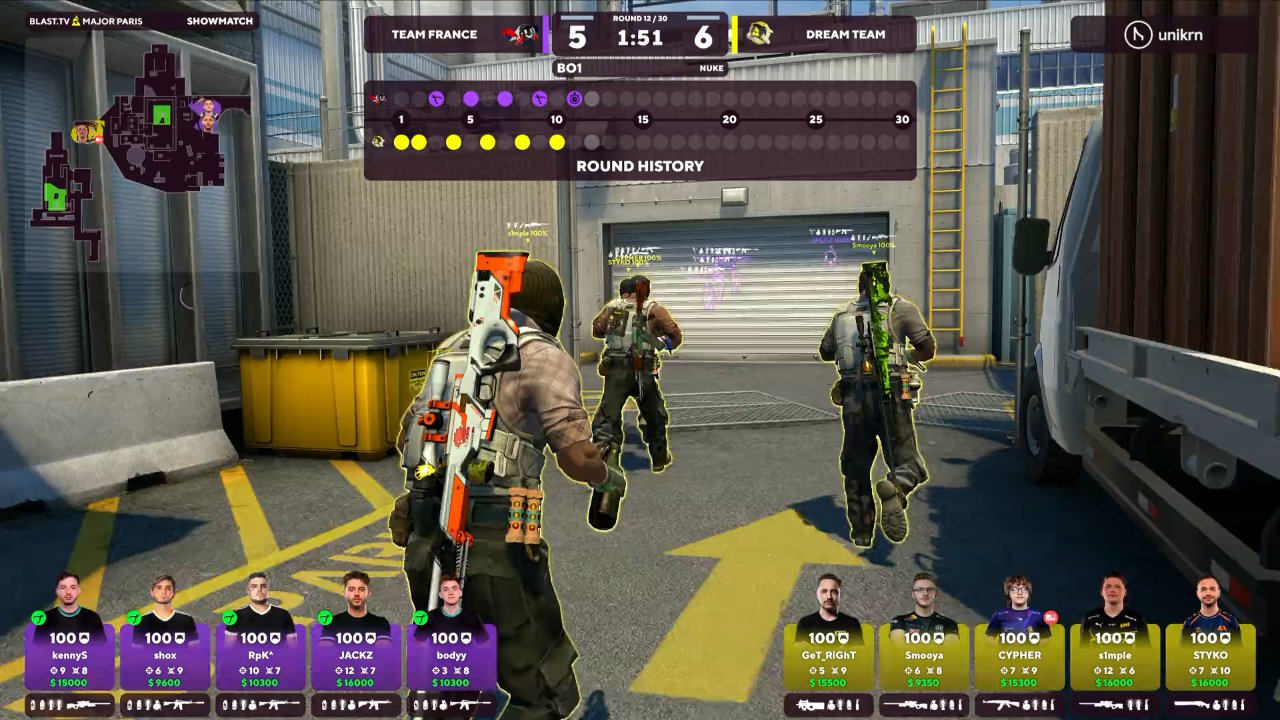 BLAST.TV MAJOR PARIS
SHOWMATCH
TEAM FRANCE
5
ROUND 12 / 30
1:51
6
DREAM TEAM
BO1
NUKE
unikrn
1 5 10 15 20 25 30
ROUND HISTORY
A
B
s1mple 100%
STYKO 100%
Smooya 100%
100 100 100 100 100
kennyS shox RpK^ JACKZ bodyy
9 8 6 9 10 7 12 7 3 8
$15000 $9600 $10300 $16000 $10300
100 100 100 100 100
GeT_RiGhT Smooya CYPHER s1mple STYKO
5 9 6 8 7 9 12 6 7 10
$15500 $9350 $15300 $16000 $16000